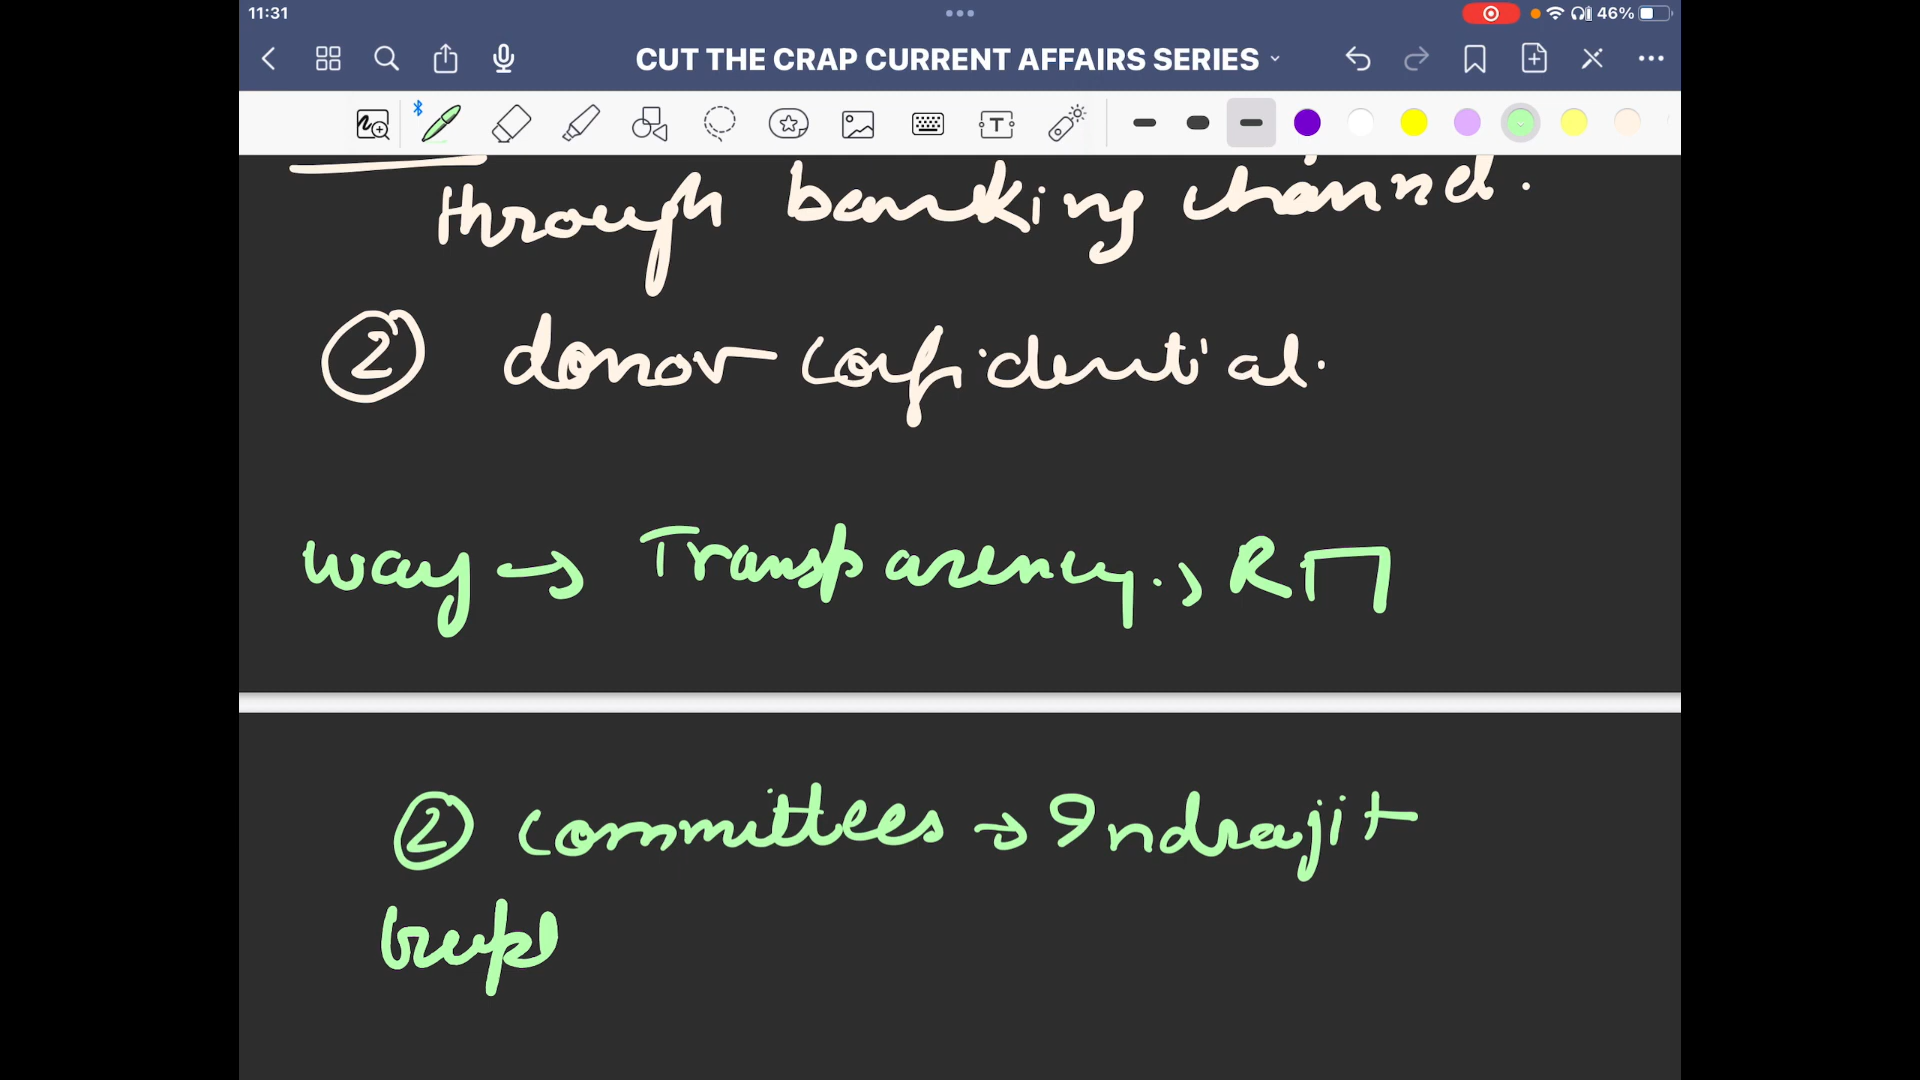 11:31
46%
CUT THE CRAP CURRENT AFFAIRS SERIES
T
through banking channel.
2 donor confidential.
way → Transparency., RTI
2 committees → Indrajit